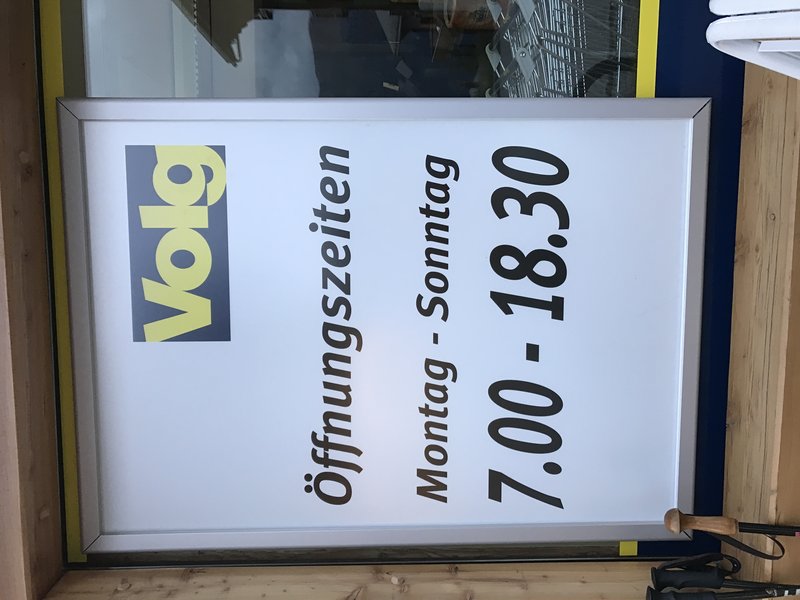 Volg
Öffnungszeiten
Montag - Sonntag
7.00 - 18.30